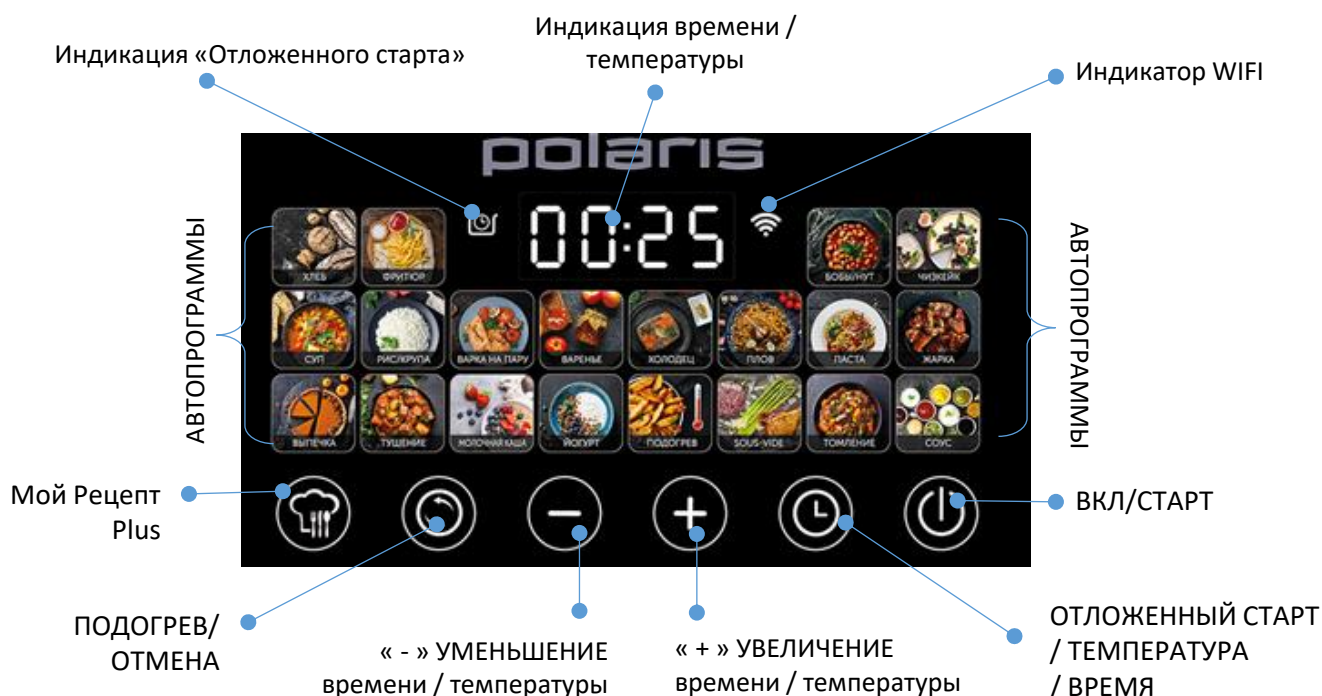 Индикация времени /
температуры
Индикация «Отложенного старта»
Индикатор WIFI
polaris
00:25
АВТОПРОГРАММЫ
АВТОПРОГРАММЫ
ХЛЕБ
ФРИТЮР
БОБЫ/НУТ
ЧИЗКЕЙК
СУП
РИС/КРУПА
ВАРКА НА ПАРУ
ВАРЕНЬЕ
ХОЛОДЕЦ
ПЛОВ
ПАСТА
ЖАРКА
ВЫПЕЧКА
ТУШЕНИЕ
МОЛОЧНАЯ КАША
ЙОГУРТ
ПОДОГРЕВ
SOUS-VIDE
ТОМЛЕНИЕ
СОУС
Мой Рецепт
Plus
ВКЛ/СТАРТ
ПОДОГРЕВ/
ОТМЕНА
« - » УМЕНЬШЕНИЕ
времени / температуры
« + » УВЕЛИЧЕНИЕ
времени / температуры
ОТЛОЖЕННЫЙ СТАРТ
/ ТЕМПЕРАТУРА
/ ВРЕМЯ